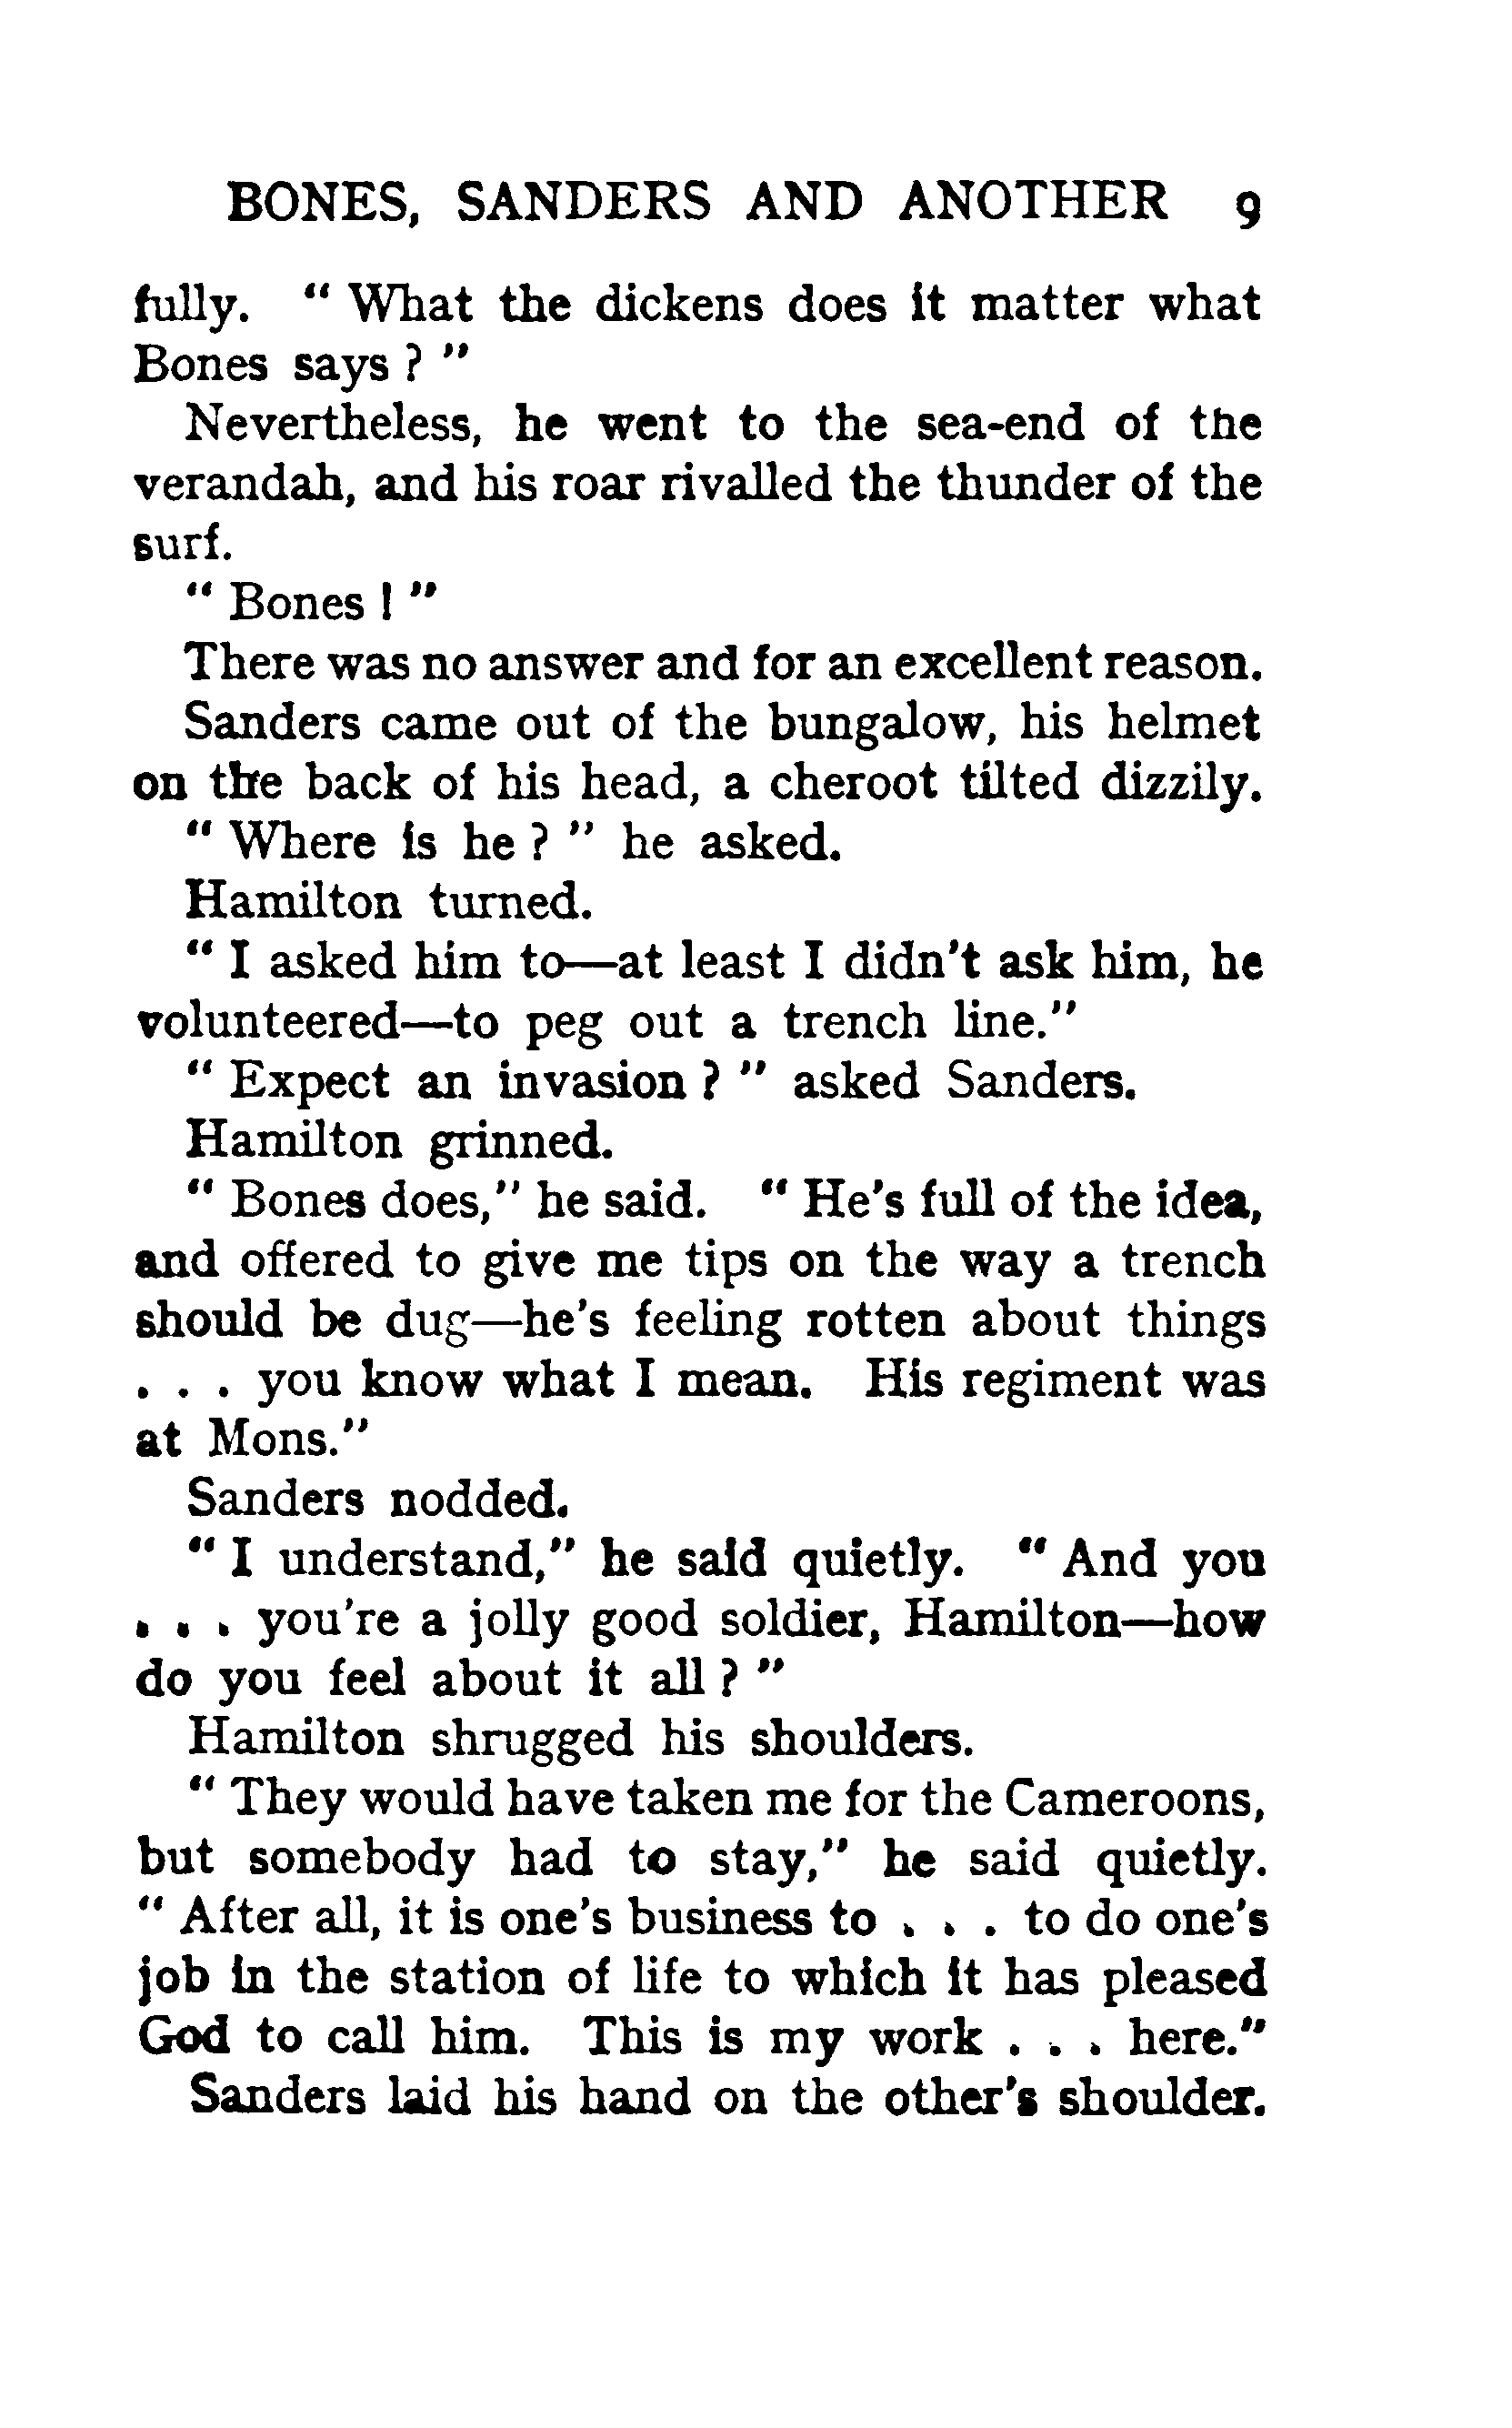 BONES, SANDERS AND ANOTHER 9
fully. “ What the dickens does it matter what
Bones says ? ”
Nevertheless, he went to the sea-end of the
verandah, and his roar rivalled the thunder of the
surf.
“ Bones ! ”
There was no answer and for an excellent reason.
Sanders came out of the bungalow, his helmet
on the back of his head, a cheroot tilted dizzily.
“ Where is he ? ” he asked.
Hamilton turned.
“ I asked him to—at least I didn't ask him, he
volunteered—to peg out a trench line.”
“ Expect an invasion ? ” asked Sanders.
Hamilton grinned.
“ Bones does,” he said. “ He's full of the idea,
and offered to give me tips on the way a trench
should be dug—he's feeling rotten about things
. . . you know what I mean. His regiment was
at Mons.”
Sanders nodded.
“ I understand,” he said quietly. “ And you
. . . you're a jolly good soldier, Hamilton—how
do you feel about it all ? ”
Hamilton shrugged his shoulders.
“ They would have taken me for the Cameroons,
but somebody had to stay,” he said quietly.
“ After all, it is one's business to . . . to do one's
job in the station of life to which it has pleased
God to call him. This is my work . . . here.”
Sanders laid his hand on the other's shoulder.